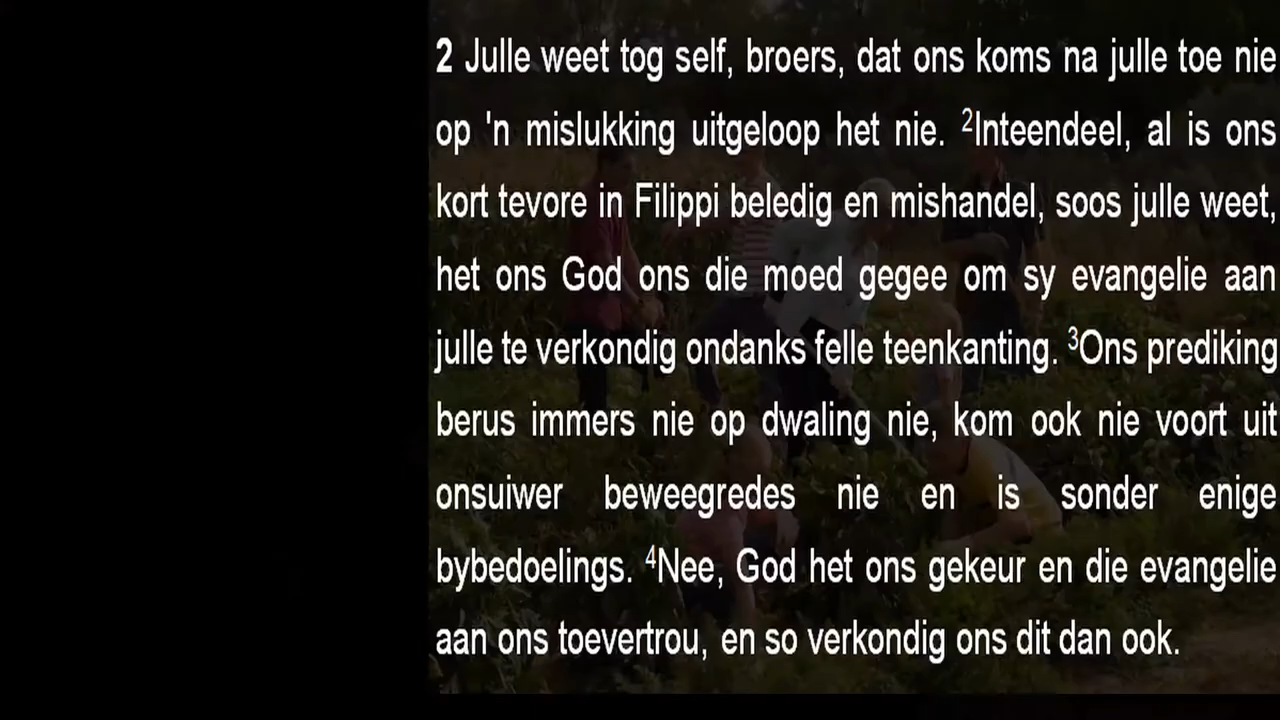 2 Julle weet tog self, broers, dat ons koms na julle toe nie
op 'n mislukking uitgeloop het nie. ²Inteendeel, al is ons
kort tevore in Filippi beledig en mishandel, soos julle weet,
het ons God ons die moed gegee om sy evangelie aan
julle te verkondig ondanks felle teenkanting. ³Ons prediking
berus immers nie op dwaling nie, kom ook nie voort uit
onsuiwer beweegredes nie en is sonder enige
bybedoelings. ⁴Nee, God het ons gekeur en die evangelie
aan ons toevertrou, en so verkondig ons dit dan ook.